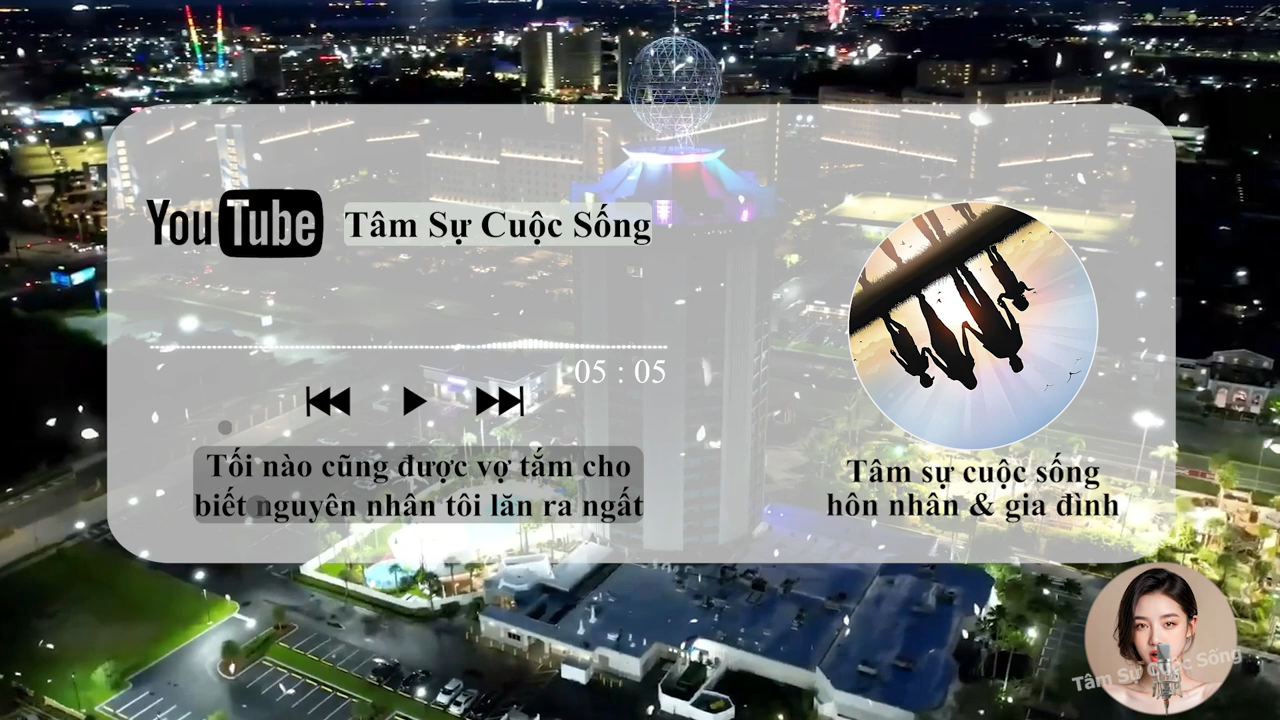 YouTube
Tâm Sự Cuộc Sống
05 : 05
Tối nào cũng được vợ tắm cho
biết nguyên nhân tôi lăn ra ngất
Tâm sự cuộc sống
hôn nhân & gia đình
Tâm Sự Cuộc Sống